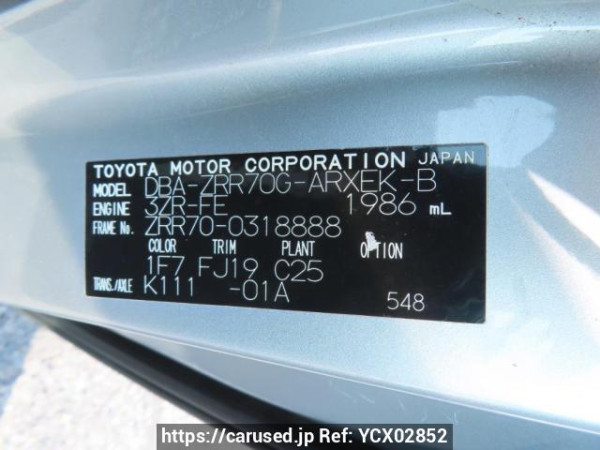 TOYOTA MOTOR CORPORATION JAPAN
MODEL DBA-ZRR70G-ARXEK-B
ENGINE 3ZR-FE 1986 mL
FRAME No. ZRR70-0318888
COLOR TRIM PLANT OPTION
1F7 FJ19 C25
TRANS./AXLE K111 -01A
548
https://carused.jp Ref: YCX02852